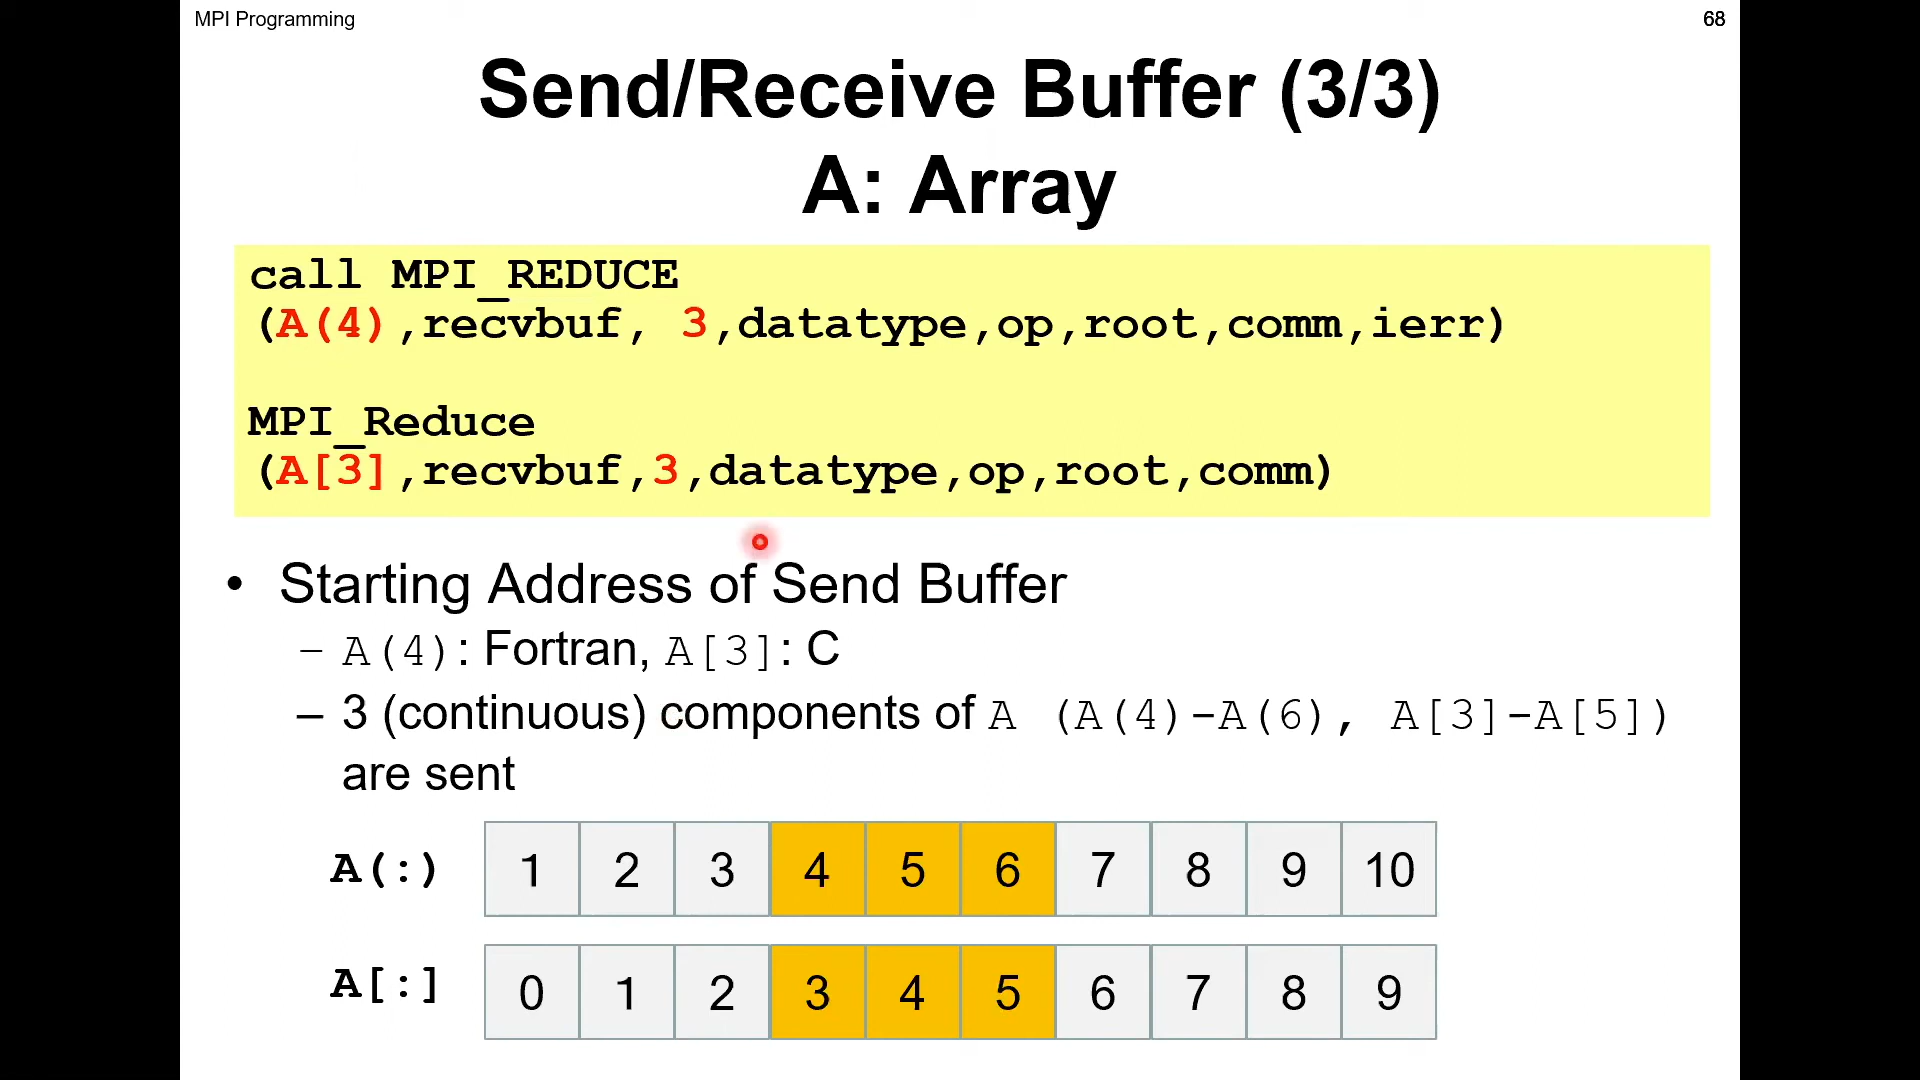 MPI Programming
68
Send/Receive Buffer (3/3)
A: Array
call MPI_REDUCE
(A(4),recvbuf, 3,datatype,op,root,comm,ierr)
MPI_Reduce
(A[3],recvbuf,3,datatype,op,root,comm)
• Starting Address of Send Buffer
– A(4): Fortran, A[3]: C
– 3 (continuous) components of A (A(4)-A(6), A[3]-A[5])
are sent
A(:) 1 2 3 4 5 6 7 8 9 10
A[:] 0 1 2 3 4 5 6 7 8 9